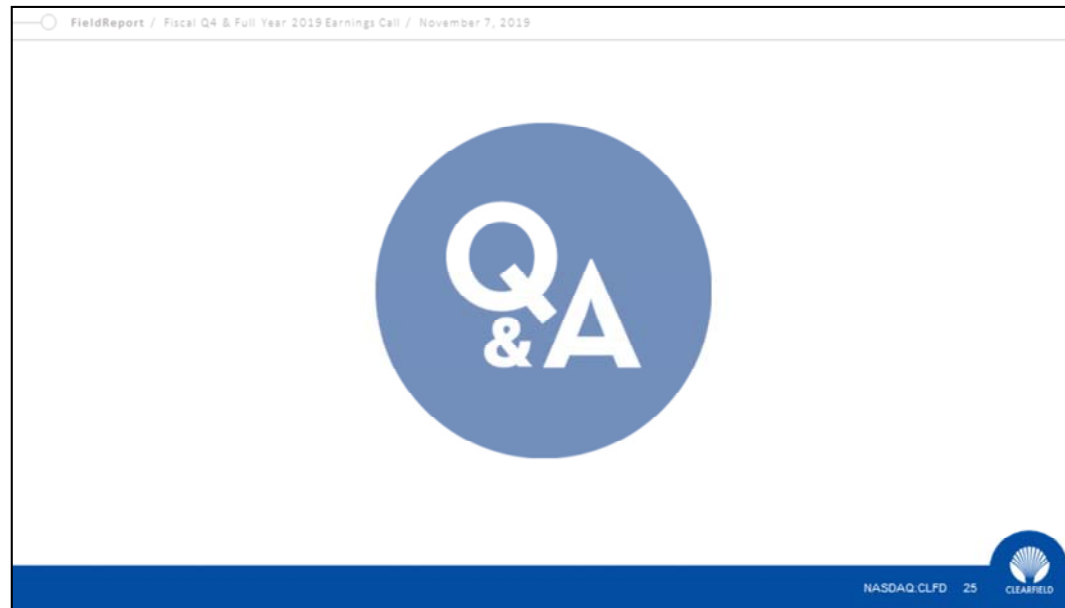 FieldReport / Fiscal Q4 & Full Year 2019 Earnings Call / November 7, 2019
Q
&A
NASDAQ:CLFD 25
CLEARFIELD